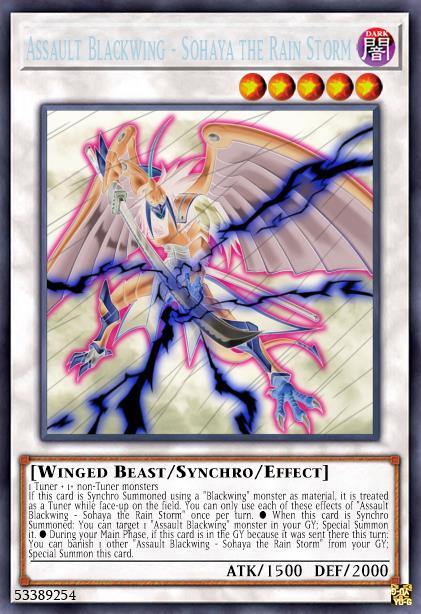 Assault Blackwing - Sohaya the Rain Storm
DARK
闇
[Winged Beast/Synchro/Effect]
1 Tuner + 1+ non-Tuner monsters
If this card is Synchro Summoned using a "Blackwing" monster as material, it is treated
as a Tuner while face-up on the field. You can only use each of these effects of "Assault
Blackwing - Sohaya the Rain Storm" once per turn. ● When this card is Synchro
Summoned: You can target 1 "Assault Blackwing" monster in your GY; Special Summon
it. ● During your Main Phase, if this card is in the GY because it was sent there this turn:
You can banish 1 other "Assault Blackwing - Sohaya the Rain Storm" from your GY;
Special Summon this card.
ATK/1500 DEF/2000
53389254